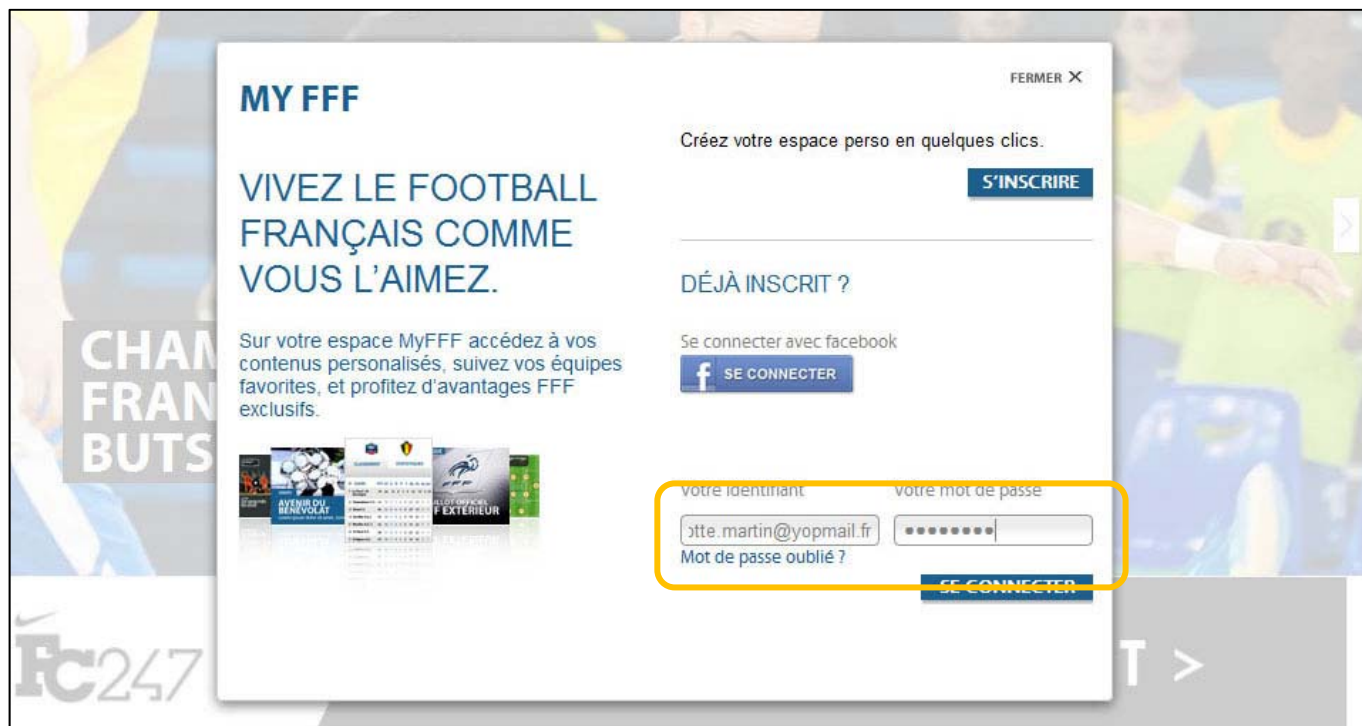 FERMER X
MY FFF
Créez votre espace perso en quelques clics.
S'INSCRIRE
VIVEZ LE FOOTBALL
FRANÇAIS COMME
VOUS L'AIMEZ.
DÉJÀ INSCRIT ?
Sur votre espace MyFFF accédez à vos
contenus personalisés, suivez vos équipes
favorites, et profitez d'avantages FFF
exclusifs.
Se connecter avec facebook
f SE CONNECTER
CHAM
FRAN
BUTS
AVENIR DU
BÉNÉVOLAT
F EXTÉRIEUR
Votre identifiant
Votre mot de passe
otte.martin@yopmail.fr
••••••••
Mot de passe oublié ?
SE CONNECTER
FC247
T >